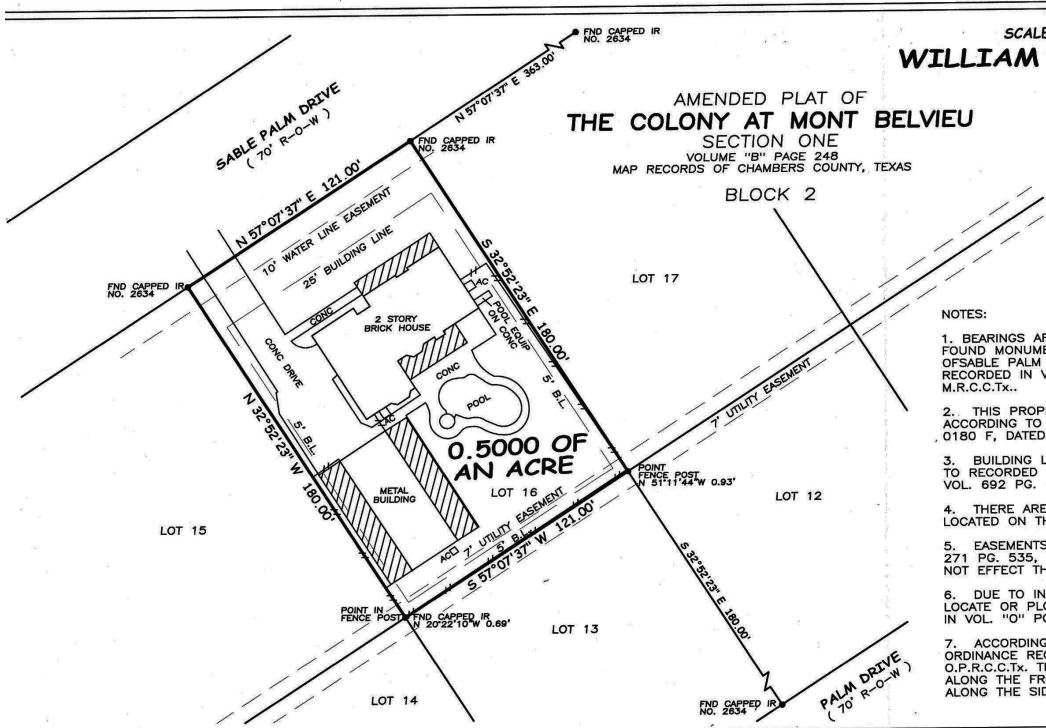 SCALE
WILLIAM
AMENDED PLAT OF
THE COLONY AT MONT BELVIEU
SECTION ONE
VOLUME "B" PAGE 248
MAP RECORDS OF CHAMBERS COUNTY, TEXAS
BLOCK 2
FND CAPPED IR
NO. 2634
N 57°07'37" E 363.00'
SABLE PALM DRIVE
( 70' R-O-W )
FND CAPPED IR
NO. 2634
N 57°07'37" E 121.00'
10' WATER LINE EASEMENT
25' BUILDING LINE
FND CAPPED IR
NO. 2634
S 32°52'23" E 180.00'
LOT 17
CONC
2 STORY
BRICK HOUSE
AC
POOL EQUIP
ON CONC
CONC DRIVE
CONC
POOL
5' B.L.
5' B.L.
AC
N 32°52'23" W 180.00'
0.5000 OF
AN ACRE
LOT 16
METAL
BUILDING
7' UTILITY EASEMENT
POINT
FENCE POST
N 51°11'44"W 0.93'
LOT 12
LOT 15
AC
7' UTILITY EASEMENT
5' B.L.
S 57°07'37" W 121.00'
S 32°52'23" E 180.00'
POINT IN
FENCE POST
FND CAPPED IR
N 20°22'10"W 0.69'
LOT 13
LOT 14
FND CAPPED IR
NO. 2634
PALM DRIVE
( 70' R-O-W )
NOTES:
1. BEARINGS AR
FOUND MONUME
OFSABLE PALM
RECORDED IN V
M.R.C.C.Tx..
2. THIS PROP
ACCORDING TO
0180 F, DATED
3. BUILDING L
TO RECORDED
VOL. 692 PG.
4. THERE ARE
LOCATED ON TH
5. EASEMENTS
271 PG. 535,
NOT EFFECT TH
6. DUE TO IN
LOCATE OR PLO
IN VOL. "O" PG
7. ACCORDING
ORDINANCE REC
O.P.R.C.C.Tx. T
ALONG THE FR
ALONG THE SID